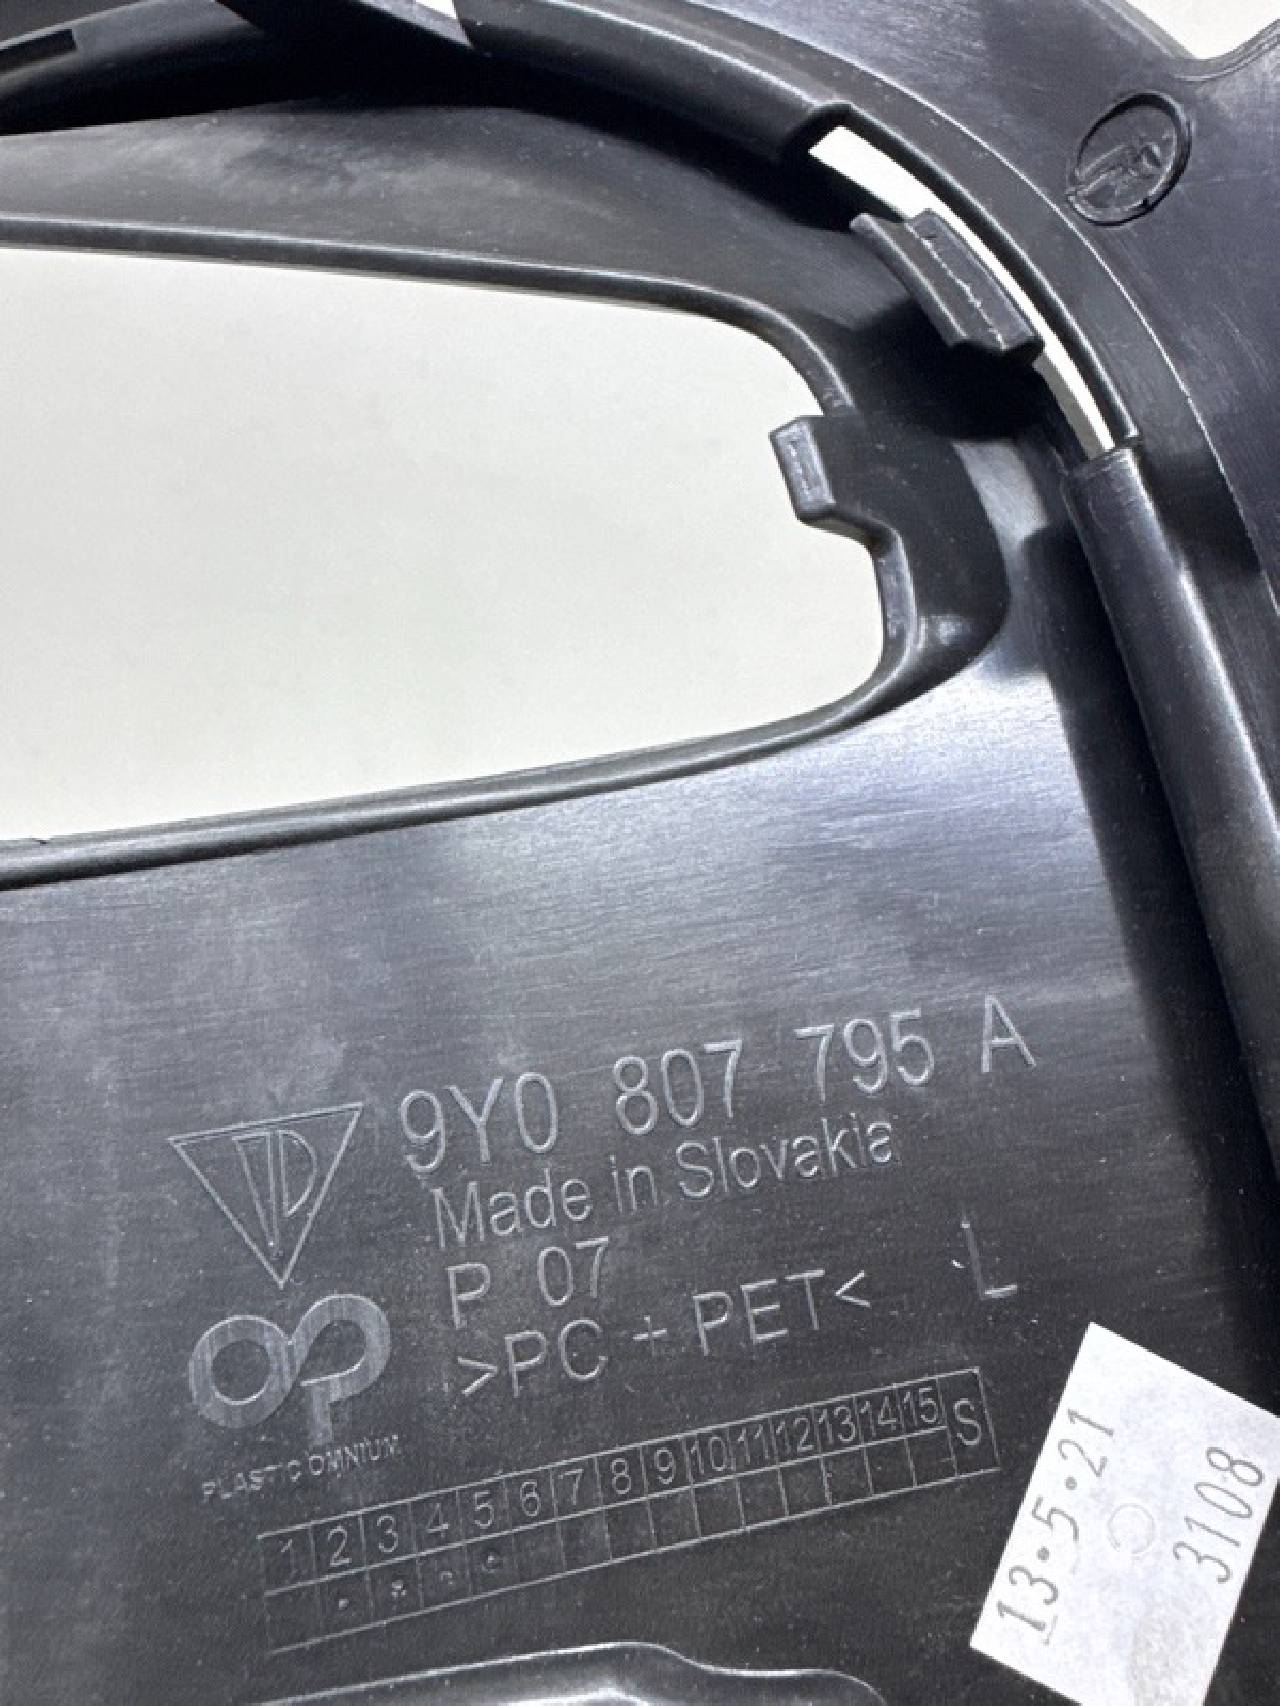 9Y0 807 795 A
Made in Slovakia
P 07
>PC + PET< L
PLASTIC OMNIUM
1 2 3 4 5 6 7 8 9 10 11 12 13 14 15 S
13.5.21
3108